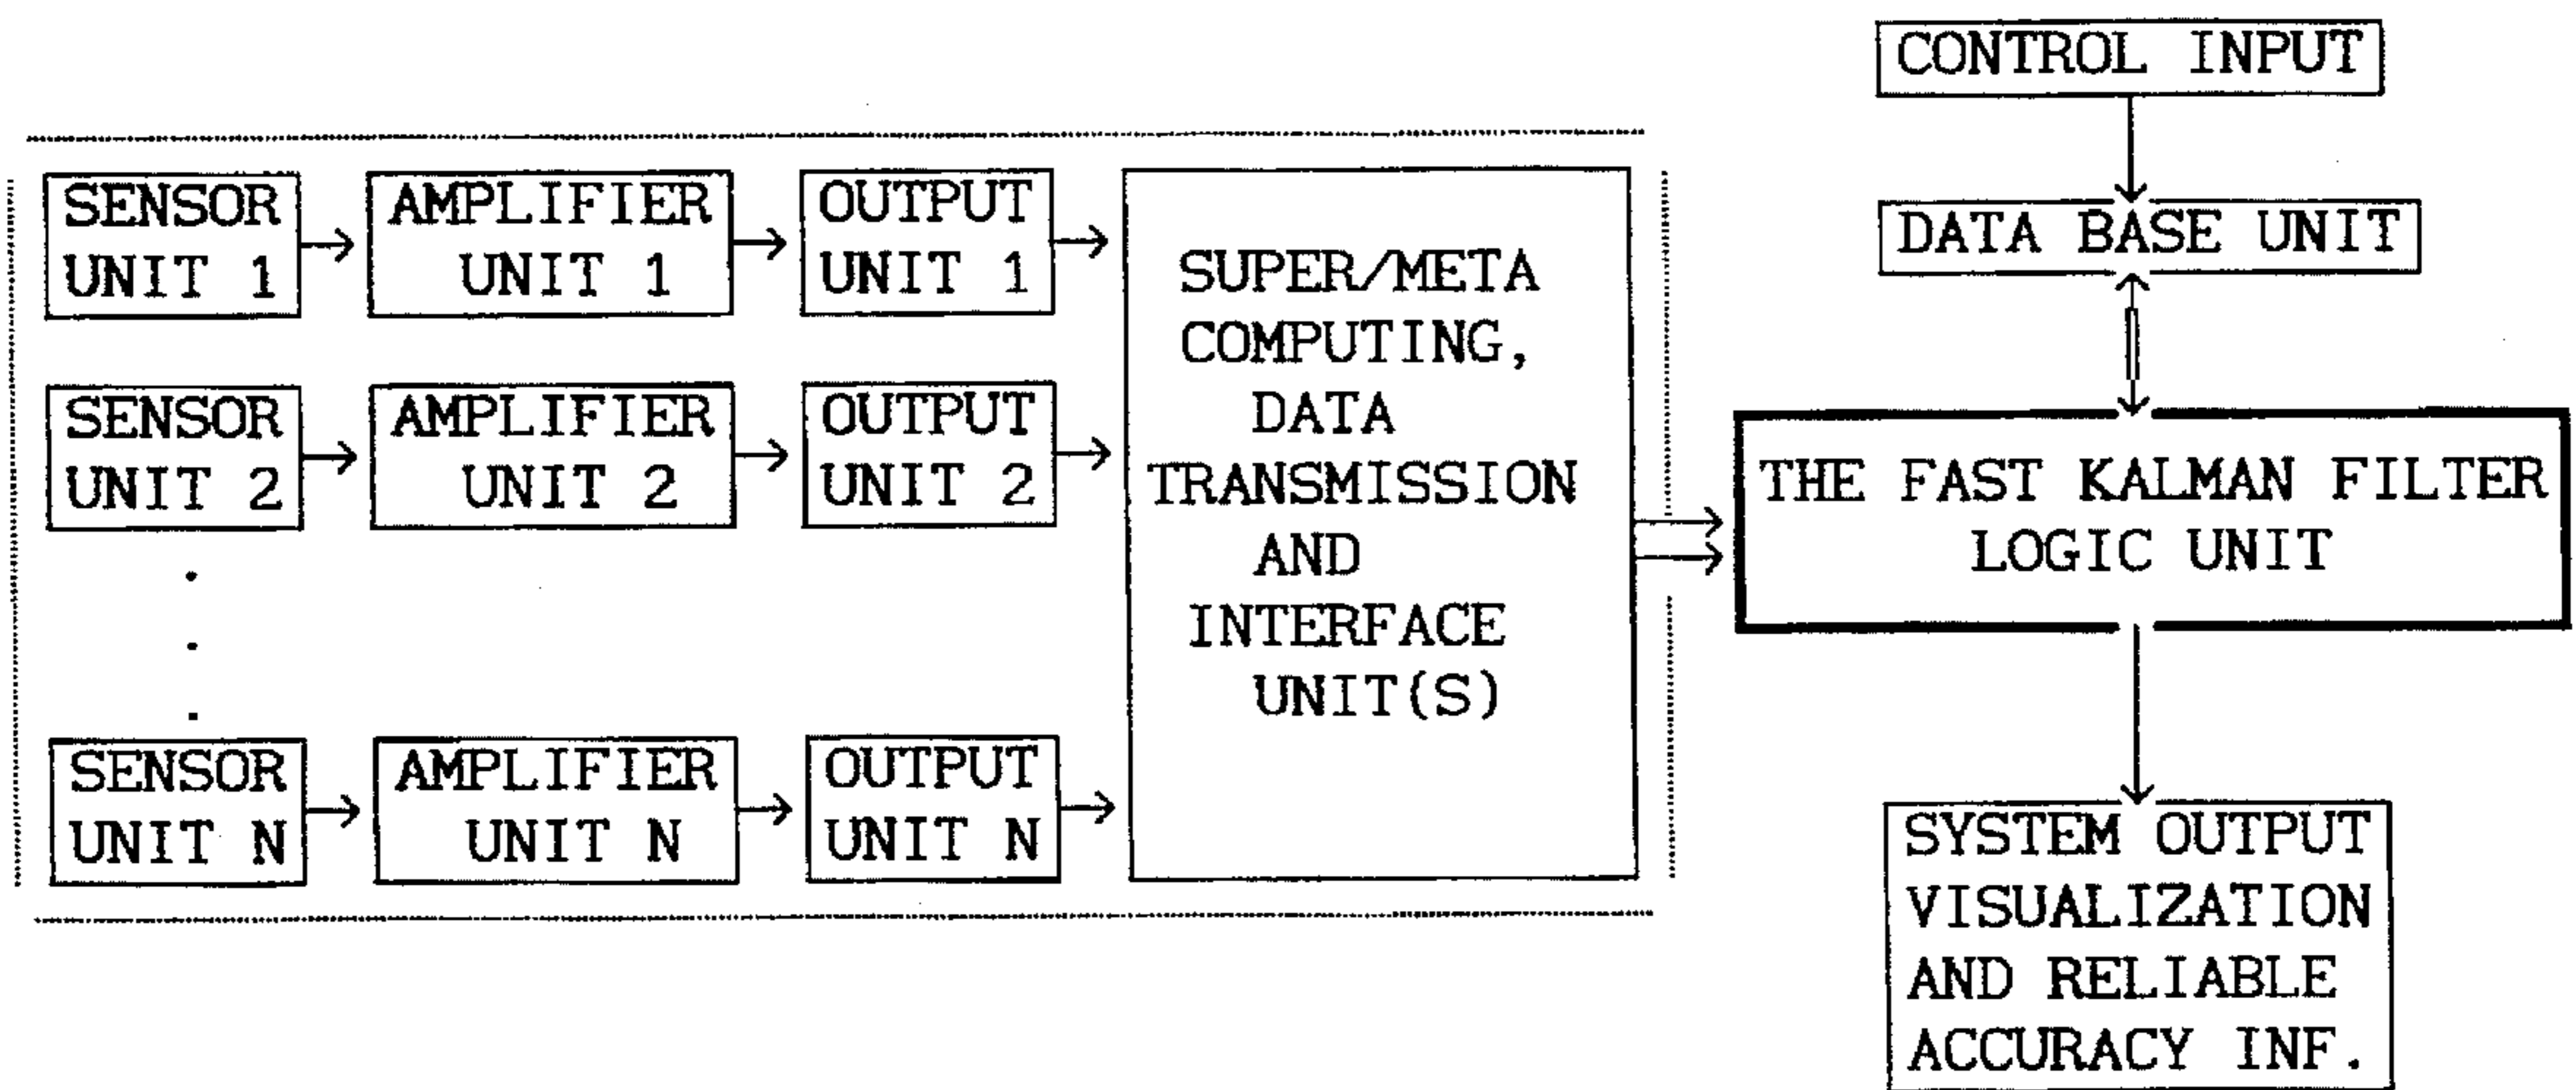 CONTROL INPUT
DATA BASE UNIT
SENSOR
UNIT 1
AMPLIFIER
UNIT 1
OUTPUT
UNIT 1
SENSOR
UNIT 2
AMPLIFIER
UNIT 2
OUTPUT
UNIT 2
SENSOR
UNIT N
AMPLIFIER
UNIT N
OUTPUT
UNIT N
SUPER/META
COMPUTING,
DATA
TRANSMISSION
AND
INTERFACE
UNIT(S)
THE FAST KALMAN FILTER
LOGIC UNIT
SYSTEM OUTPUT
VISUALIZATION
AND RELIABLE
ACCURACY INF.